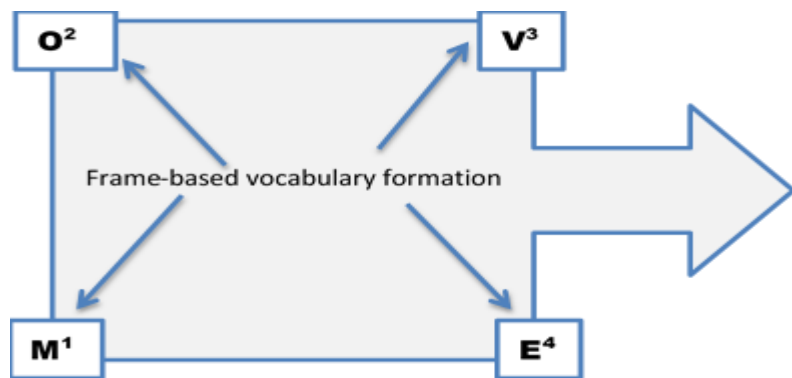 O² V³
Frame-based vocabulary formation
M¹ E⁴